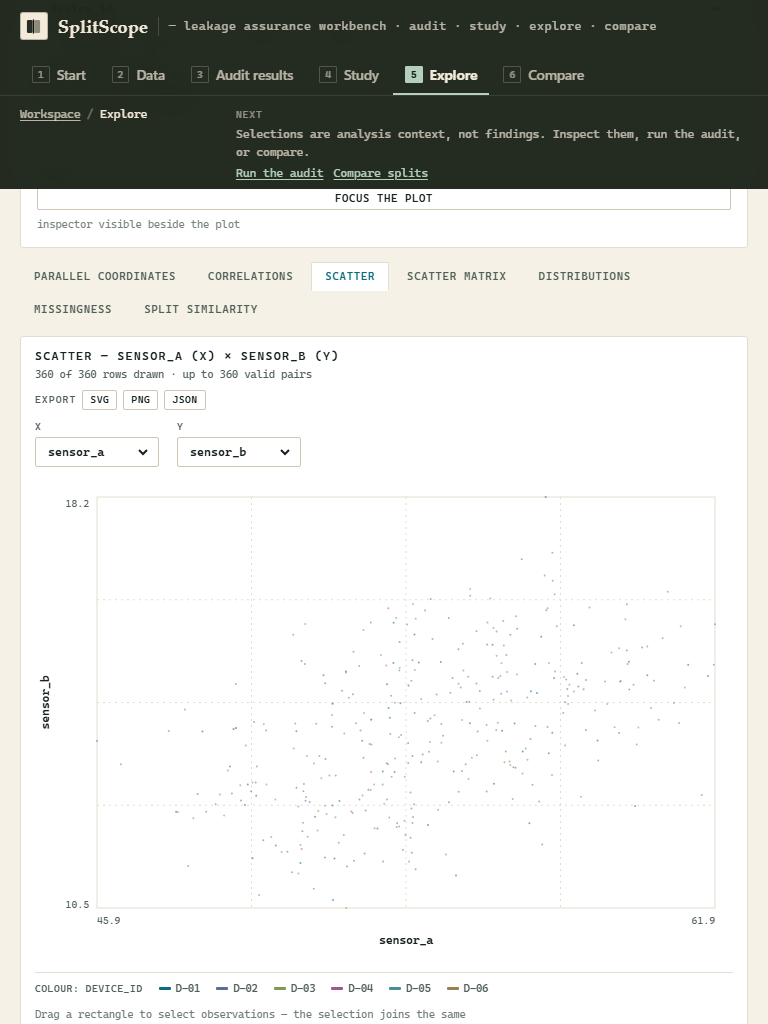 SplitScope — leakage assurance workbench · audit · study · explore · compare
1 Start 2 Data 3 Audit results 4 Study 5 Explore 6 Compare
Workspace / Explore
NEXT
Selections are analysis context, not findings. Inspect them, run the audit,
or compare.
Run the audit Compare splits
FOCUS THE PLOT
inspector visible beside the plot
PARALLEL COORDINATES CORRELATIONS SCATTER SCATTER MATRIX DISTRIBUTIONS
MISSINGNESS SPLIT SIMILARITY
SCATTER — SENSOR_A (X) × SENSOR_B (Y)
360 of 360 rows drawn · up to 360 valid pairs
EXPORT SVG PNG JSON
X Y
sensor_a sensor_b
18.2
sensor_b
10.5
45.9 61.9
sensor_a
COLOUR: DEVICE_ID D-01 D-02 D-03 D-04 D-05 D-06
Drag a rectangle to select observations — the selection joins the same